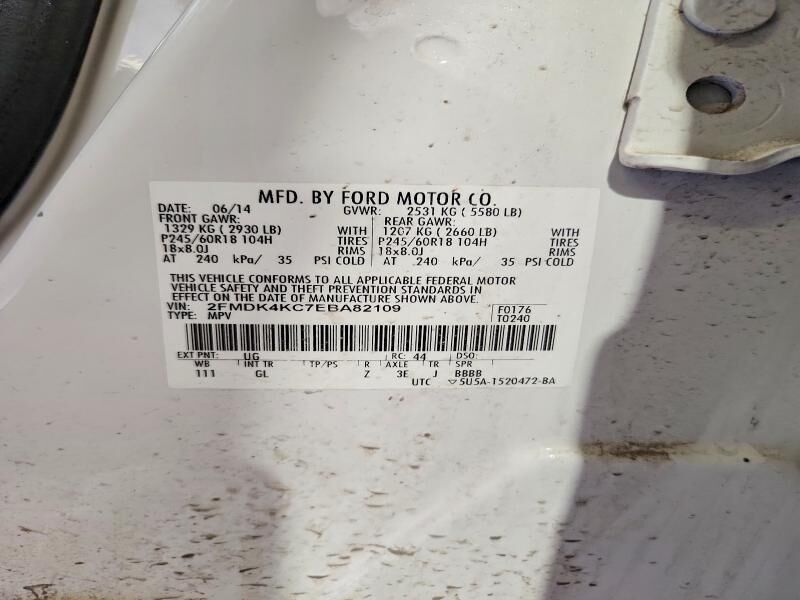 MFD. BY FORD MOTOR CO.
DATE: 06/14 GVWR: 2531 KG ( 5580 LB)
FRONT GAWR: REAR GAWR:
1329 KG ( 2930 LB) WITH 1207 KG ( 2660 LB) WITH
P245/60R18 104H TIRES P245/60R18 104H TIRES
18x8.0J RIMS 18x8.0J RIMS
AT 240 kPa/ 35 PSI COLD AT 240 kPa/ 35 PSI COLD
THIS VEHICLE CONFORMS TO ALL APPLICABLE FEDERAL MOTOR
VEHICLE SAFETY AND THEFT PREVENTION STANDARDS IN
EFFECT ON THE DATE OF MANUFACTURE SHOWN ABOVE.
VIN: 2FMDK4KC7EBA82109 F0176
TYPE: MPV T0240
EXT PNT: UG RC: 44 DSO:
WB INT TR TP/PS R AXLE TR SPR
111 GL Z 3E J BBBB
UTC ▽5U5A-1520472-BA